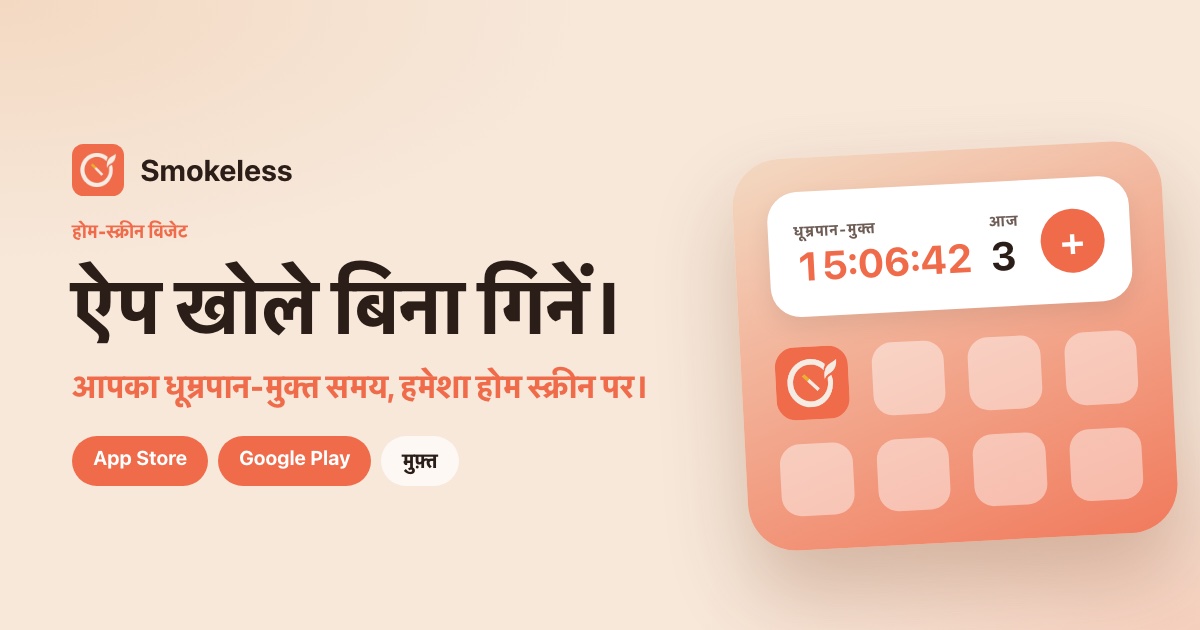 Smokeless
होम-स्क्रीन विजेट
ऐप खोले बिना गिनें।
आपका धूम्रपान-मुक्त समय, हमेशा होम स्क्रीन पर।
App Store
Google Play
मुफ़्त
धूम्रपान-मुक्त
15:06:42
आज
3
+